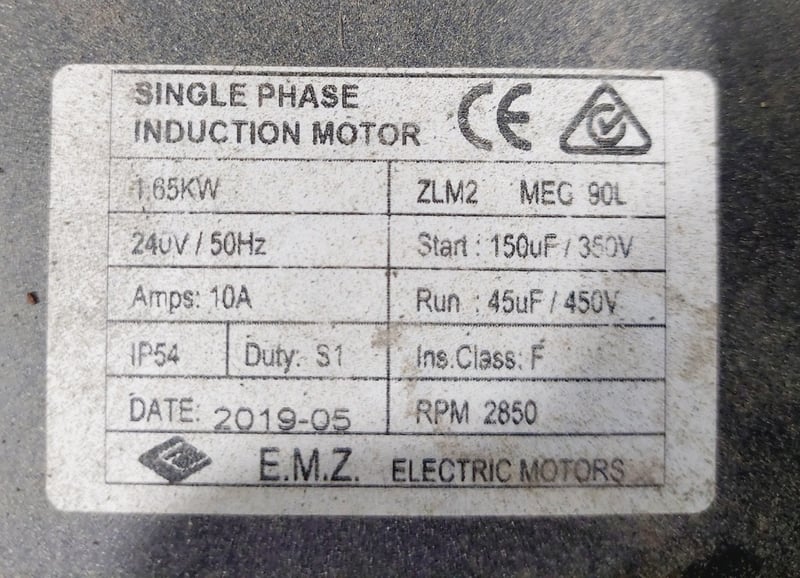 SINGLE PHASE
INDUCTION MOTOR CE
1.65KW ZLM2 MEG 90L
240V / 50Hz Start : 150uF / 350V
Amps: 10A Run : 45uF / 450V
IP54 Duty: S1 Ins.Class: F
DATE: 2019-05 RPM 2850
E.M.Z. ELECTRIC MOTORS